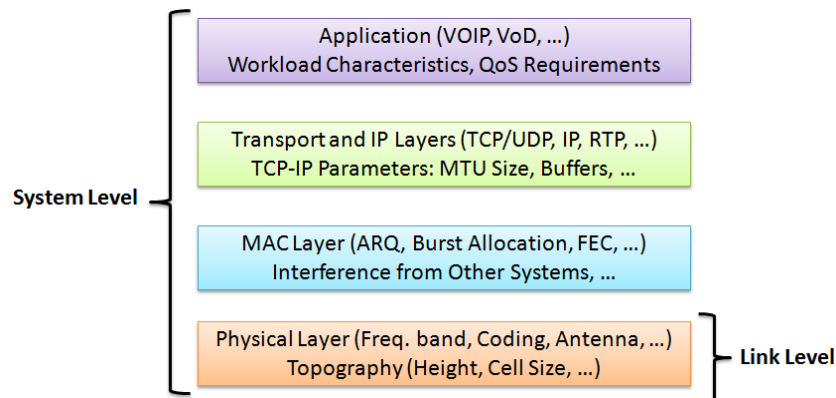 Application (VOIP, VoD, ...)
Workload Characteristics, QoS Requirements
Transport and IP Layers (TCP/UDP, IP, RTP, ...)
TCP-IP Parameters: MTU Size, Buffers, ...
System Level
MAC Layer (ARQ, Burst Allocation, FEC, ...)
Interference from Other Systems, ...
Physical Layer (Freq. band, Coding, Antenna, ...)
Topography (Height, Cell Size, ...)
Link Level